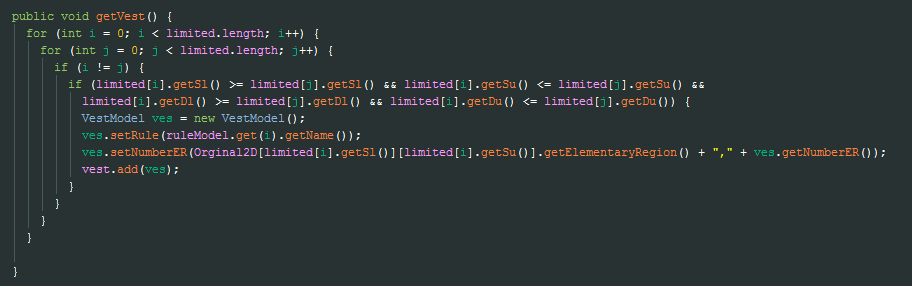 public void getVest() {
for (int i = 0; i < limited.length; i++) {
for (int j = 0; j < limited.length; j++) {
if (i != j) {
if (limited[i].getSl() >= limited[j].getSl() && limited[i].getSu() <= limited[j].getSu() &&
limited[i].getDl() >= limited[j].getDl() && limited[i].getDu() <= limited[j].getDu()) {
VestModel ves = new VestModel();
ves.setRule(ruleModel.get(i).getName());
ves.setNumberER(Orginal2D[limited[i].getSl()][limited[i].getSu()].getElementaryRegion() + "," + ves.getNumberER());
vest.add(ves);
}
}
}
}
}